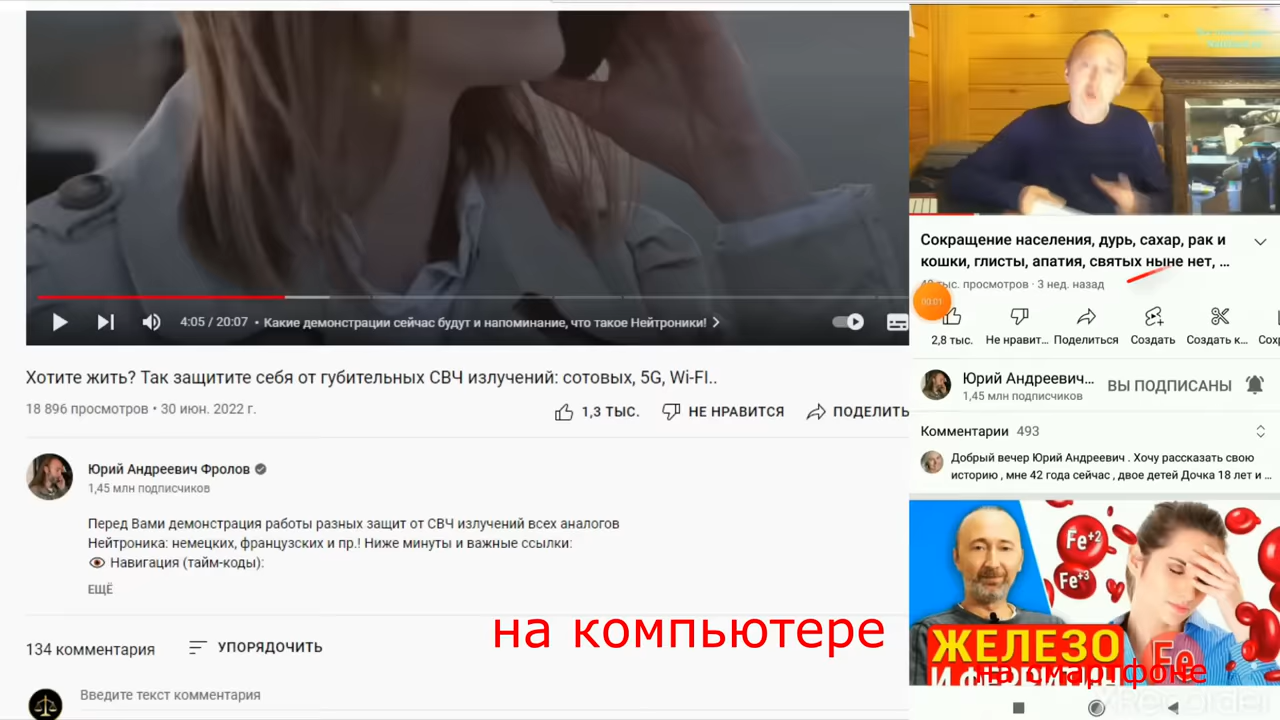 4:05 / 20:07 • Какие демонстрации сейчас будут и напоминание, что такое Нейтроники!
Хотите жить? Так защитите себя от губительных СВЧ излучений: сотовых, 5G, Wi-FI..
18 896 просмотров • 30 июн. 2022 г.
1,3 ТЫС.
НЕ НРАВИТСЯ
ПОДЕЛИТЬ
Юрий Андреевич Фролов
1,45 млн подписчиков
Перед Вами демонстрация работы разных защит от СВЧ излучений всех аналогов
Нейтроника: немецких, французских и пр.! Ниже минуты и важные ссылки:
Навигация (тайм-коды):
ЕЩЁ
на компьютере
134 комментария
УПОРЯДОЧИТЬ
Введите текст комментария
Сокращение населения, дурь, сахар, рак и
кошки, глисты, апатия, святых ныне нет, ...
тыс. просмотров · 3 нед. назад
00:01
2,8 тыс.
Не нравит...
Поделиться
Создать
Создать к...
Сох
Юрий Андреевич...
1,45 млн подписчиков
ВЫ ПОДПИСАНЫ
Комментарии 493
Добрый вечер Юрий Андреевич . Хочу рассказать свою
историю , мне 42 года сейчас , двое детей Дочка 18 лет и ...
Fe+2
Fe+3
ЖЕЛЕЗО
Fe